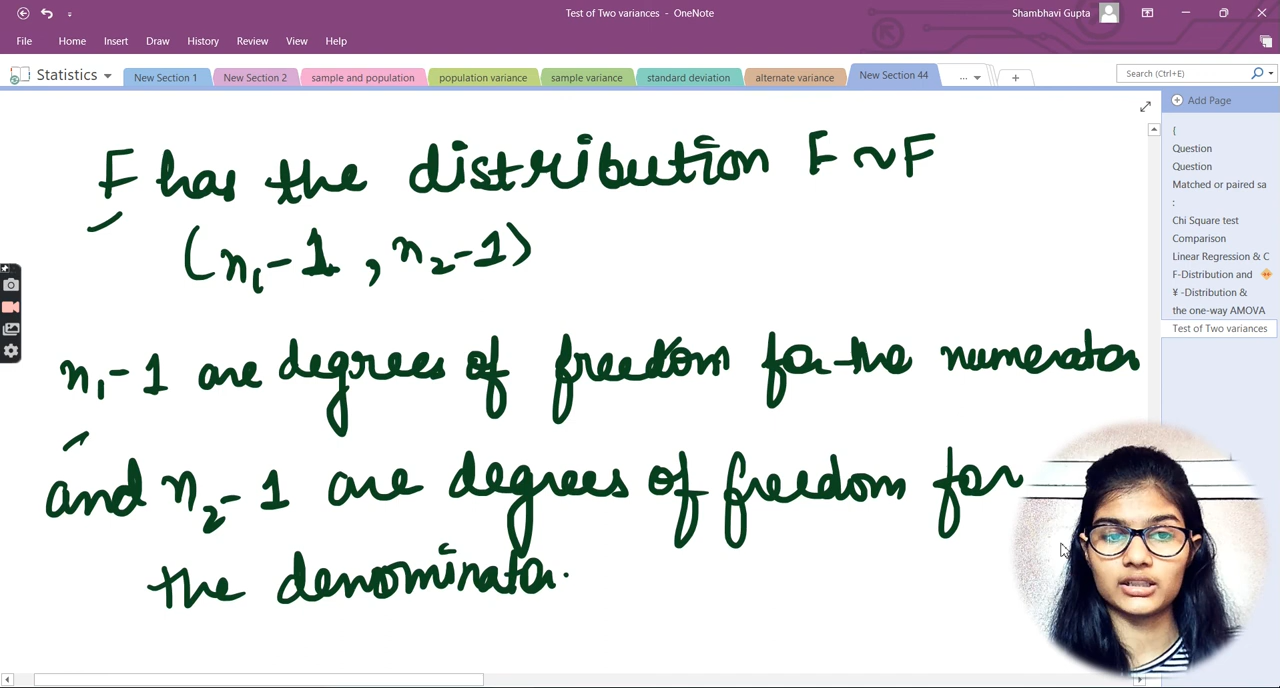 Test of Two variances - OneNote
Shambhavi Gupta
File Home Insert Draw History Review View Help
Statistics
New Section 1
New Section 2
sample and population
population variance
sample variance
standard deviation
alternate variance
New Section 44
...
Search (Ctrl+E)
Add Page
{
Question
Question
Matched or paired sa
:
Chi Square test
Comparison
Linear Regression & C
F-Distribution and
¥ -Distribution &
the one-way AMOVA
Test of Two variances
F has the distribution F ~ F
(n₁-1, n₂-1)
n₁-1 are degrees of freedom for the numerator
and n₂-1 are degrees of freedom for
the denominator.